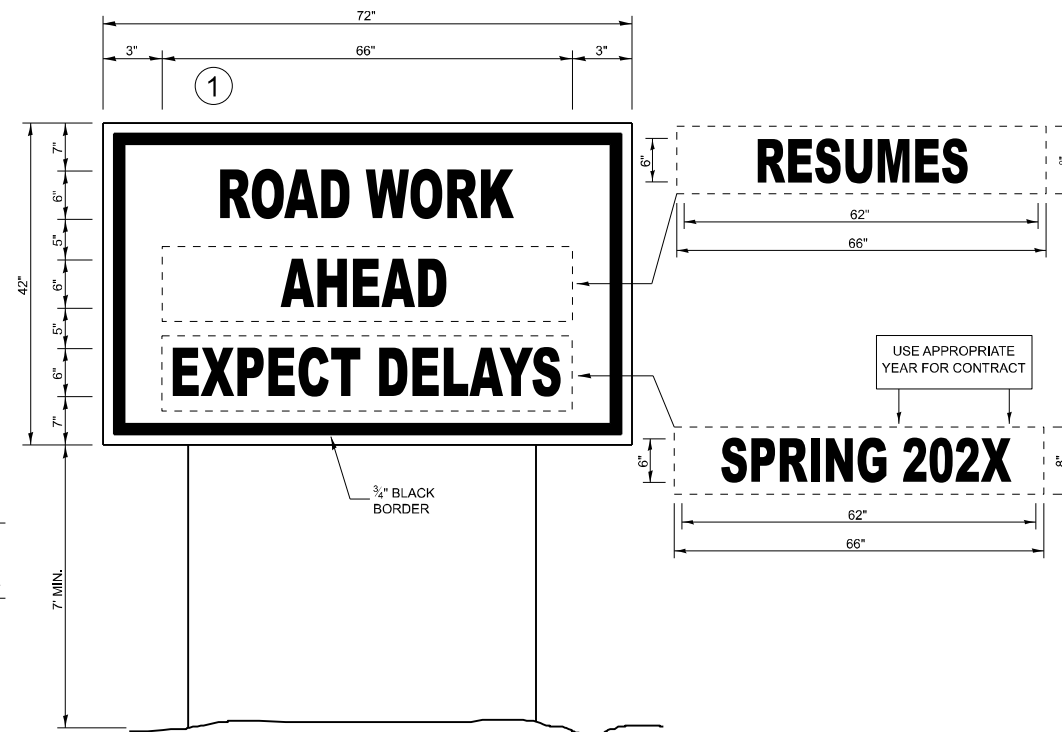 72"
3"
66"
3"
1
42"
7"
6"
5"
6"
5"
6"
7"
ROAD WORK
AHEAD
EXPECT DELAYS
6"
RESUMES
62"
66"
USE APPROPRIATE
YEAR FOR CONTRACT
6"
SPRING 202X
8"
62"
66"
¾" BLACK
BORDER
7' MIN.